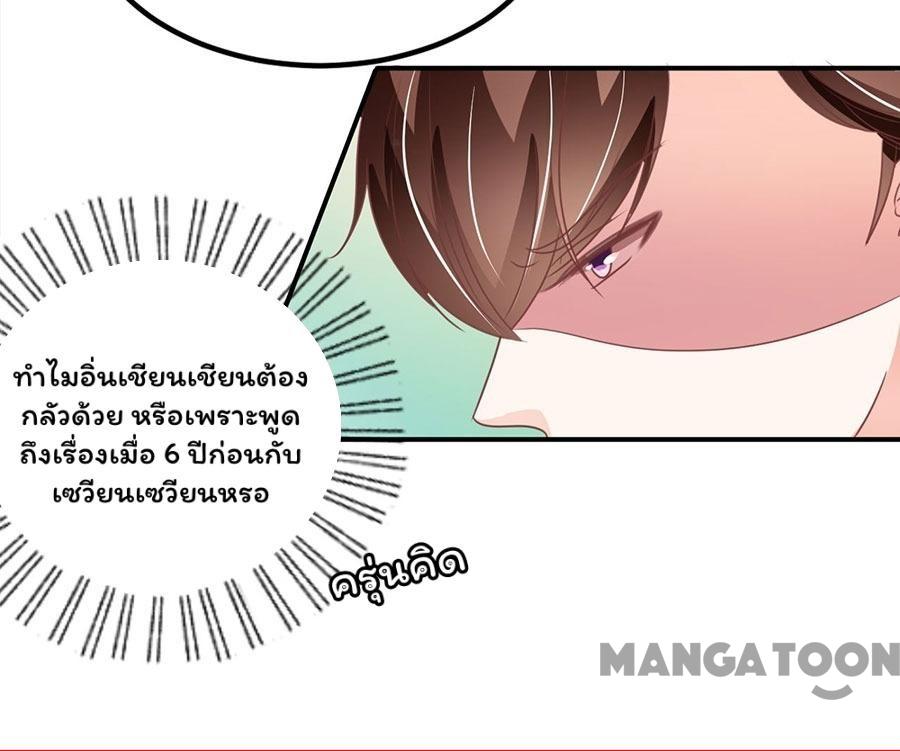 ทำไมอิ่นเชียนเชียนต้อง
กลัวด้วย หรือเพราะพูด
ถึงเรื่องเมื่อ 6 ปีก่อนกับ
เซวียนเซวียนหรอ
ครุ่นคิด
MANGATOON